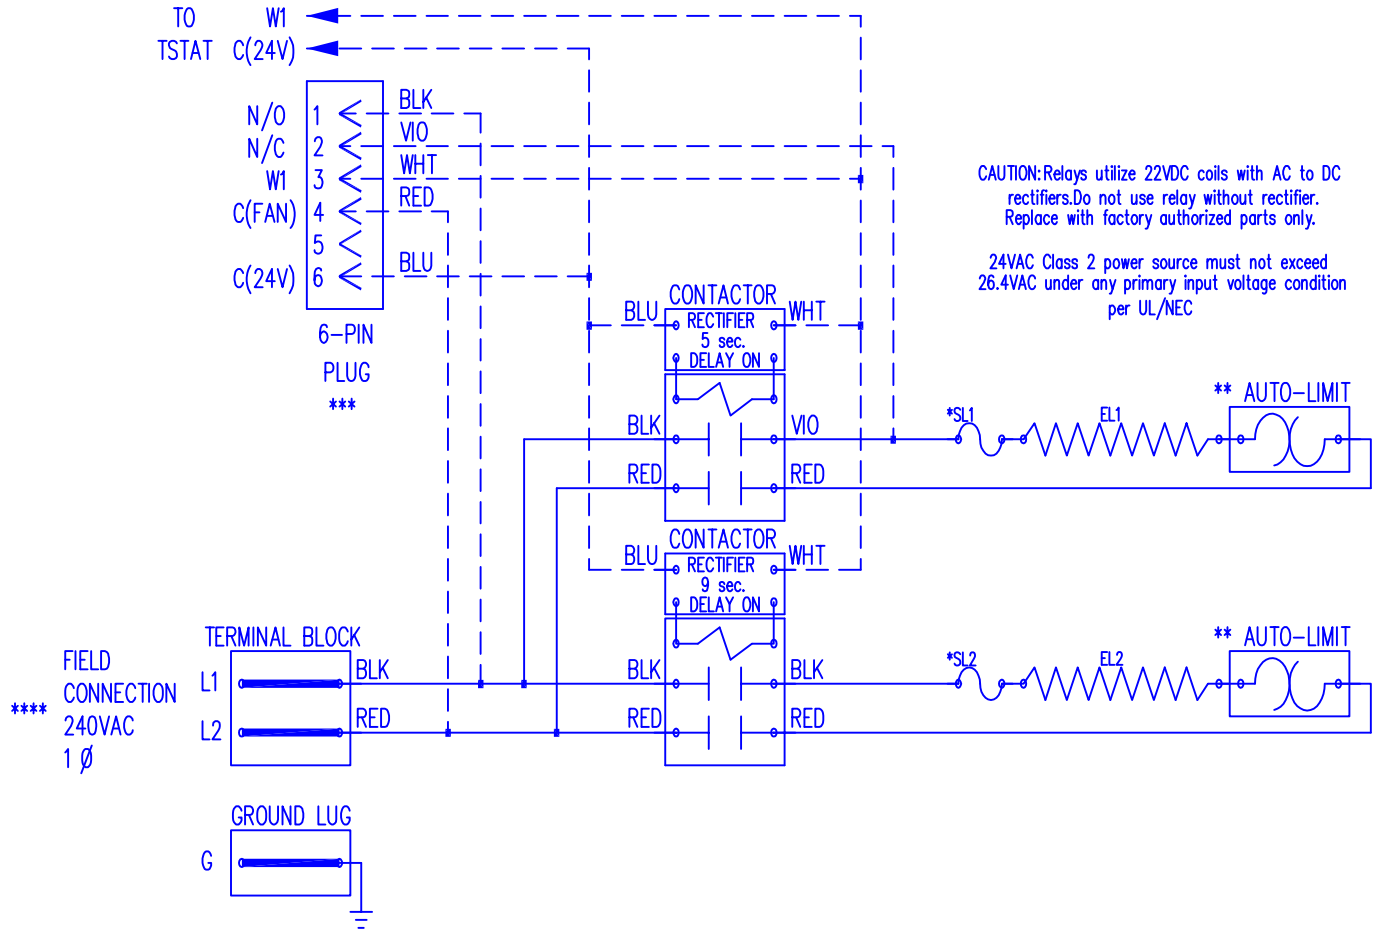 TO W1
TSTAT C(24V)
N/O 1 BLK
N/C 2 VIO
W1 3 WHT
C(FAN) 4 RED
5
C(24V) 6 BLU
6-PIN
PLUG
***
CAUTION:Relays utilize 22VDC coils with AC to DC
rectifiers.Do not use relay without rectifier.
Replace with factory authorized parts only.
24VAC Class 2 power source must not exceed
26.4VAC under any primary input voltage condition
per UL/NEC
CONTACTOR
BLU RECTIFIER WHT
5 sec.
DELAY ON
BLK VIO
RED RED
*SL1 EL1 ** AUTO-LIMIT
CONTACTOR
BLU RECTIFIER WHT
9 sec.
DELAY ON
BLK BLK
RED RED
*SL2 EL2 ** AUTO-LIMIT
TERMINAL BLOCK
L1 BLK
L2 RED
FIELD
CONNECTION
**** 240VAC
1 Ø
GROUND LUG
G